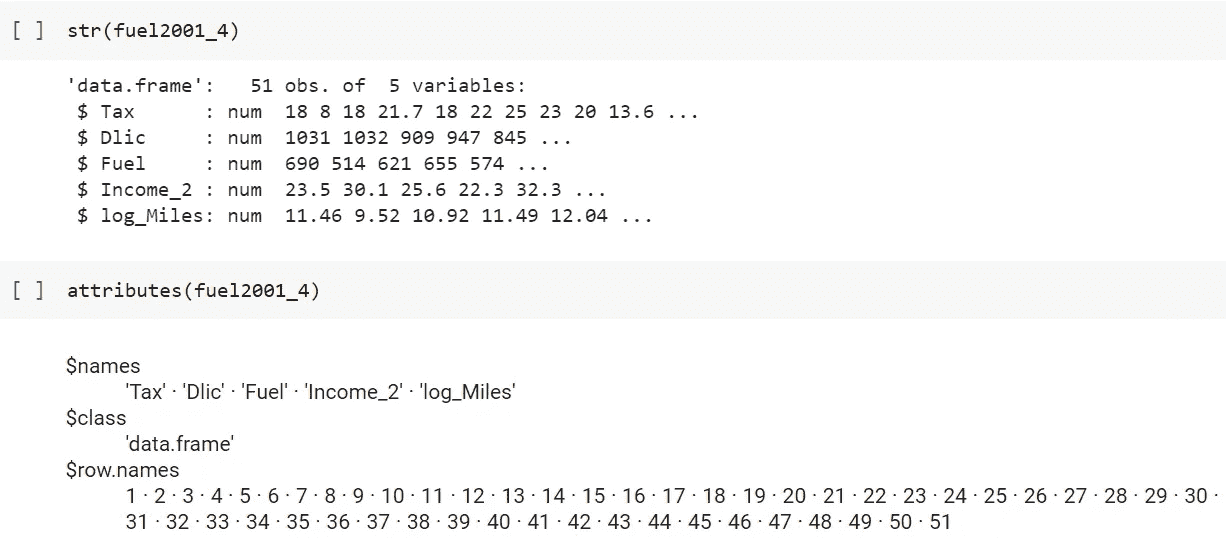 [ ] str(fuel2001_4)
'data.frame':   51 obs. of  5 variables:
 $ Tax      : num  18 8 18 21.7 18 22 25 23 20 13.6 ...
 $ Dlic     : num  1031 1032 909 947 845 ...
 $ Fuel     : num  690 514 621 655 574 ...
 $ Income_2 : num  23.5 30.1 25.6 22.3 32.3 ...
 $ log_Miles: num  11.46 9.52 10.92 11.49 12.04 ...
[ ] attributes(fuel2001_4)
$names
'Tax' · 'Dlic' · 'Fuel' · 'Income_2' · 'log_Miles'
$class
'data.frame'
$row.names
1 · 2 · 3 · 4 · 5 · 6 · 7 · 8 · 9 · 10 · 11 · 12 · 13 · 14 · 15 · 16 · 17 · 18 · 19 · 20 · 21 · 22 · 23 · 24 · 25 · 26 · 27 · 28 · 29 · 30 ·
31 · 32 · 33 · 34 · 35 · 36 · 37 · 38 · 39 · 40 · 41 · 42 · 43 · 44 · 45 · 46 · 47 · 48 · 49 · 50 · 51